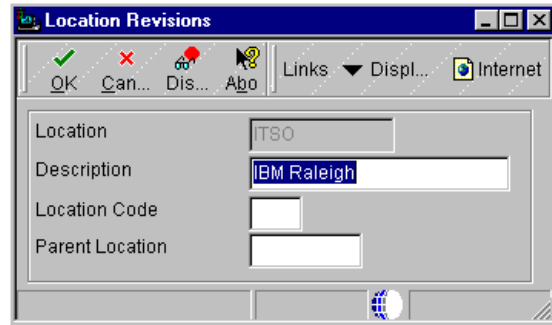 Location Revisions
OK Can... Dis... Abo Links Displ... Internet
Location ITSO
Description IBM Raleigh
Location Code
Parent Location